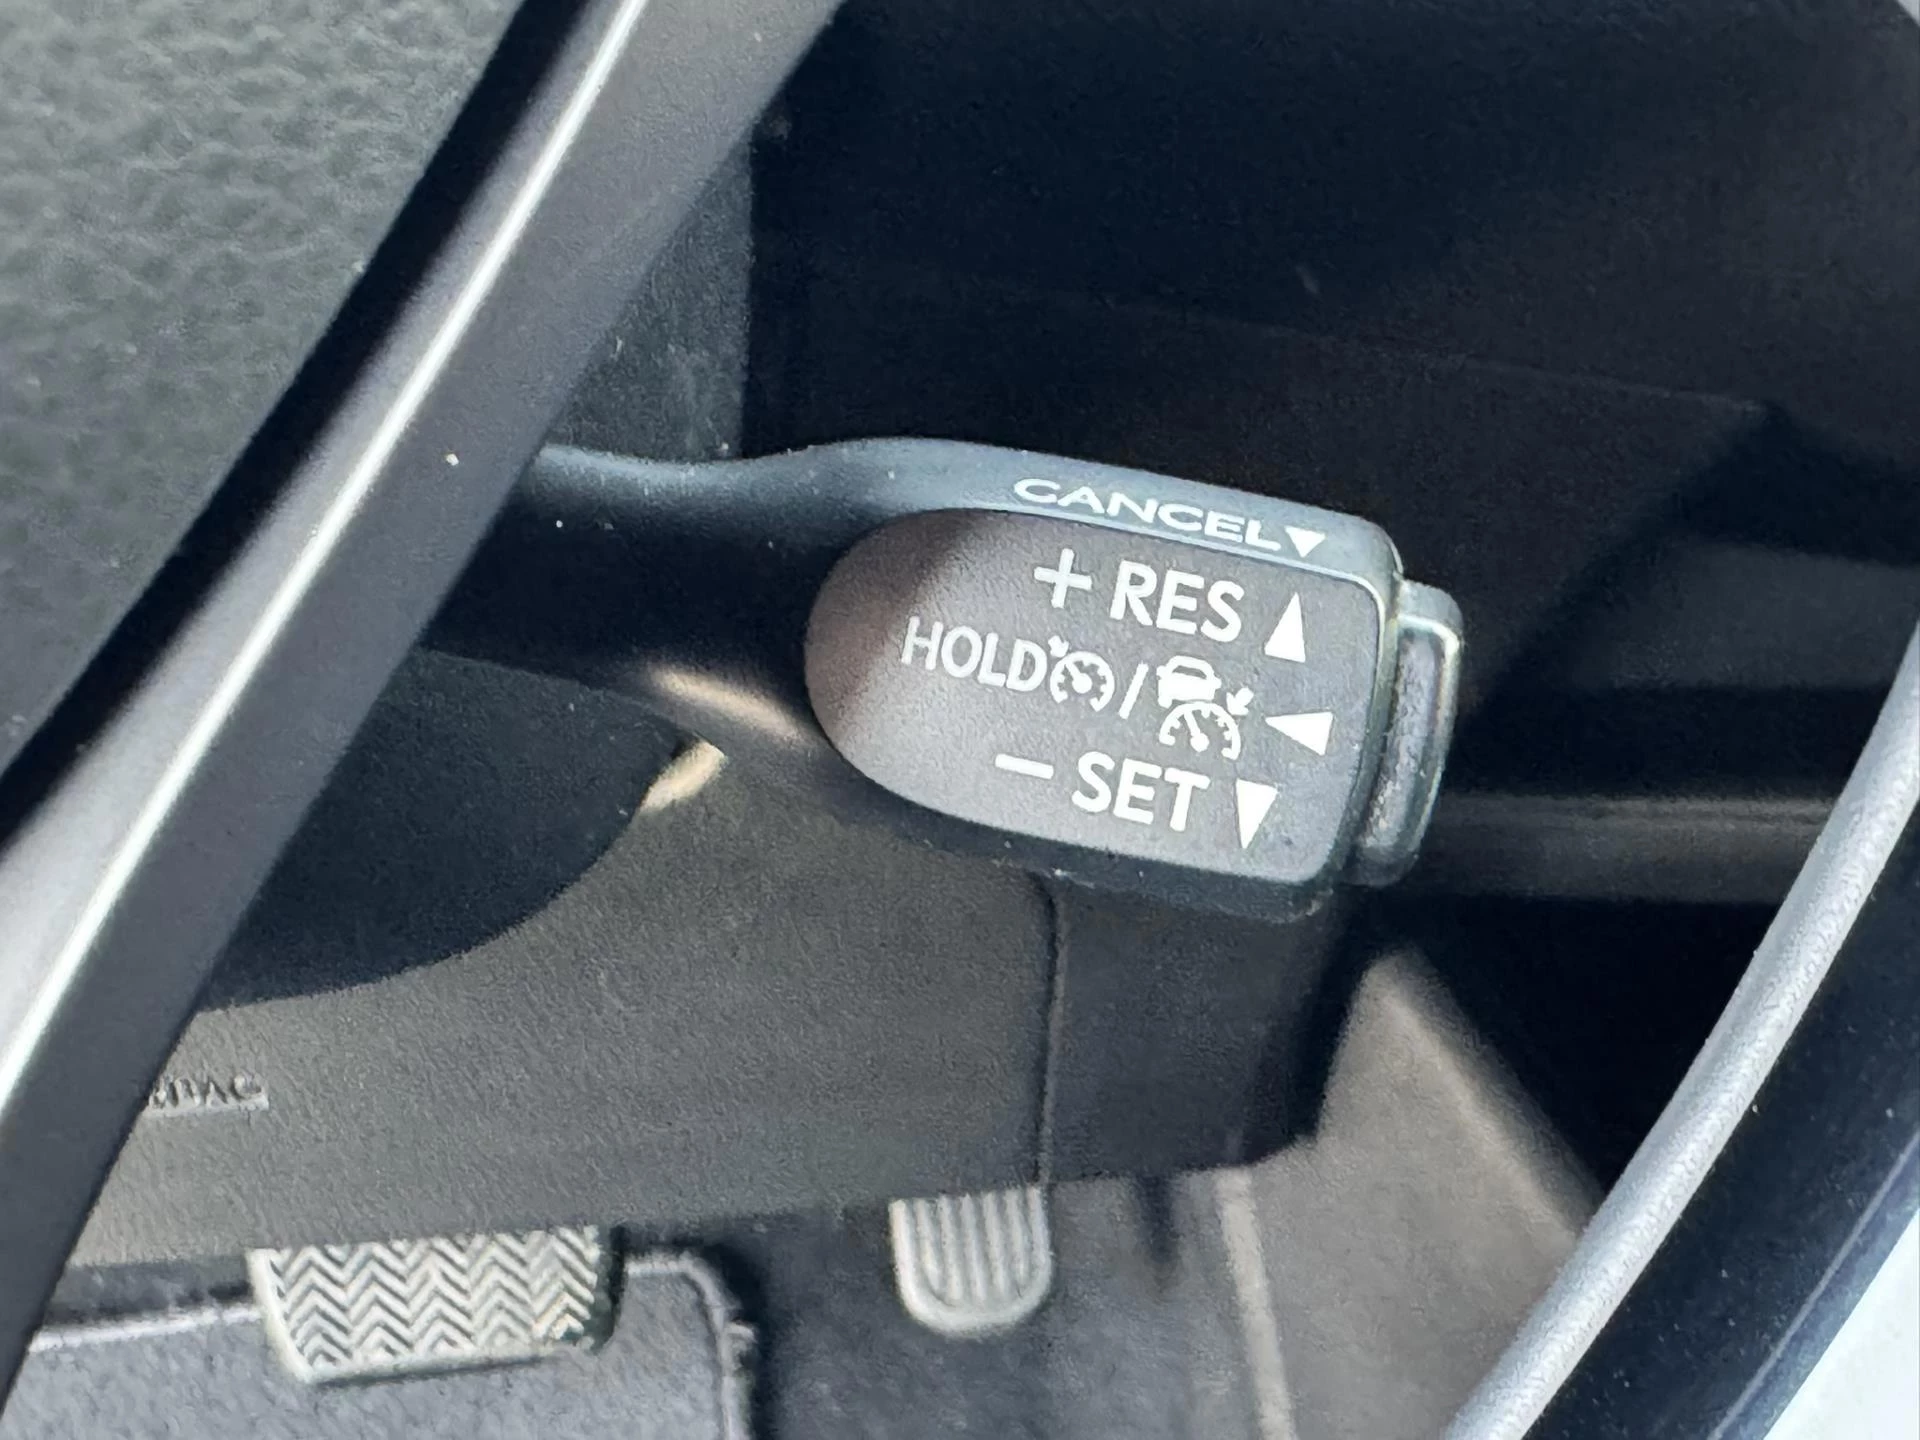 CANCEL▼
+ RES ▲
HOLD / ◀
– SET ▼